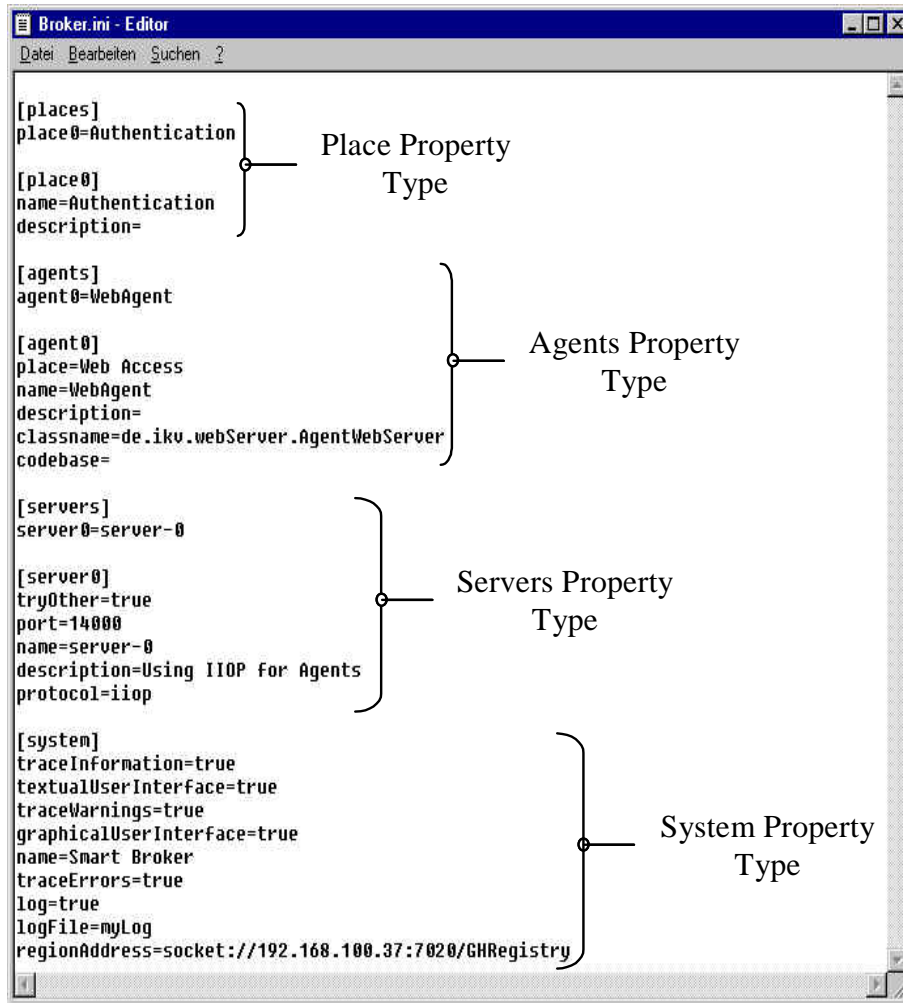 Broker.ini - Editor
Datei Bearbeiten Suchen ?
[places]
place0=Authentication
[place0]
name=Authentication
description=
Place Property
Type
[agents]
agent0=WebAgent
[agent0]
place=Web Access
name=WebAgent
description=
classname=de.ikv.webServer.AgentWebServer
codebase=
Agents Property
Type
[servers]
server0=server-0
[server0]
tryOther=true
port=14000
name=server-0
description=Using IIOP for Agents
protocol=iiop
Servers Property
Type
[system]
traceInformation=true
textualUserInterface=true
traceWarnings=true
graphicalUserInterface=true
name=Smart Broker
traceErrors=true
log=true
logFile=myLog
regionAddress=socket://192.168.100.37:7020/GHRegistry
System Property
Type